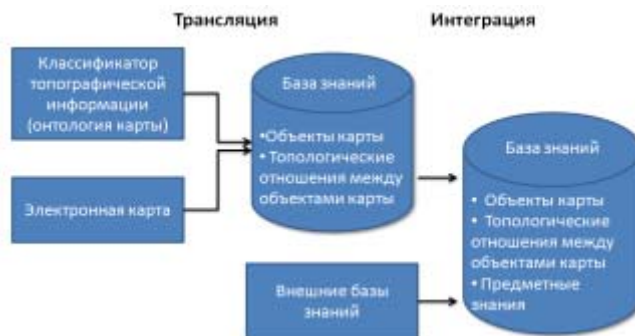 Трансляция
Интеграция
Классификатор
топографической
информации
(онтология карты)
Электронная карта
База знаний
•Объекты карты
• Топологические
отношения между
объектами карты
Внешние базы
знаний
База знаний
• Объекты карты
• Топологические
отношения между
объектами карты
• Предметные
знания